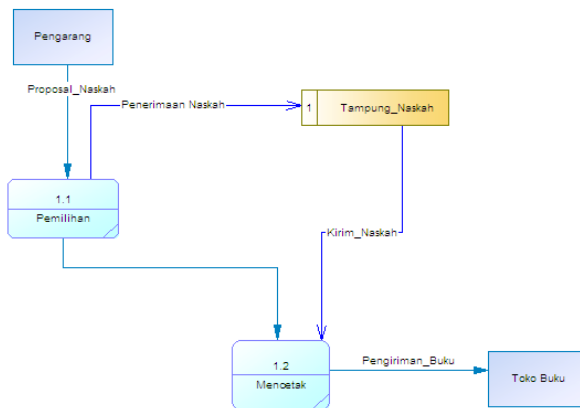 Pengarang
Proposal_Naskah
Penerimaan Naskah
1
Tampung_Naskah
1.1
Pemilihan
Kirim_Naskah
1.2
Mencetak
Pengiriman_Buku
Toko Buku